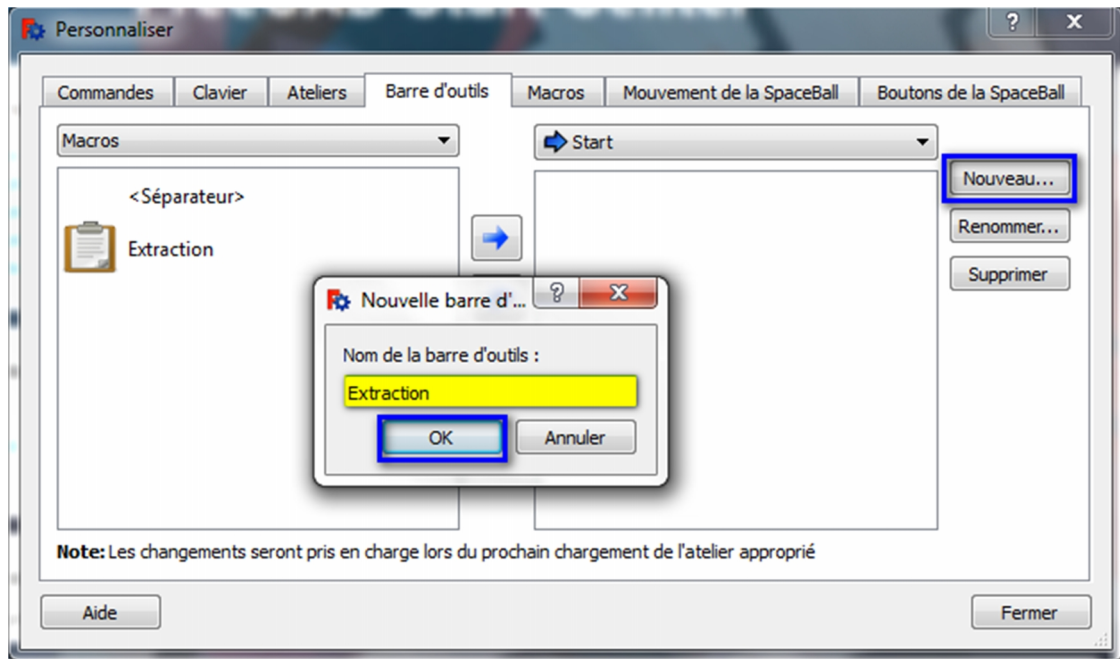 Personnaliser
?
X
Commandes
Clavier
Ateliers
Barre d'outils
Macros
Mouvement de la SpaceBall
Boutons de la SpaceBall
Macros
Start
<Séparateur>
Extraction
Nouveau...
Renommer...
Supprimer
Nouvelle barre d'...
?
X
Nom de la barre d'outils :
Extraction
OK
Annuler
Note: Les changements seront pris en charge lors du prochain chargement de l'atelier approprié
Aide
Fermer